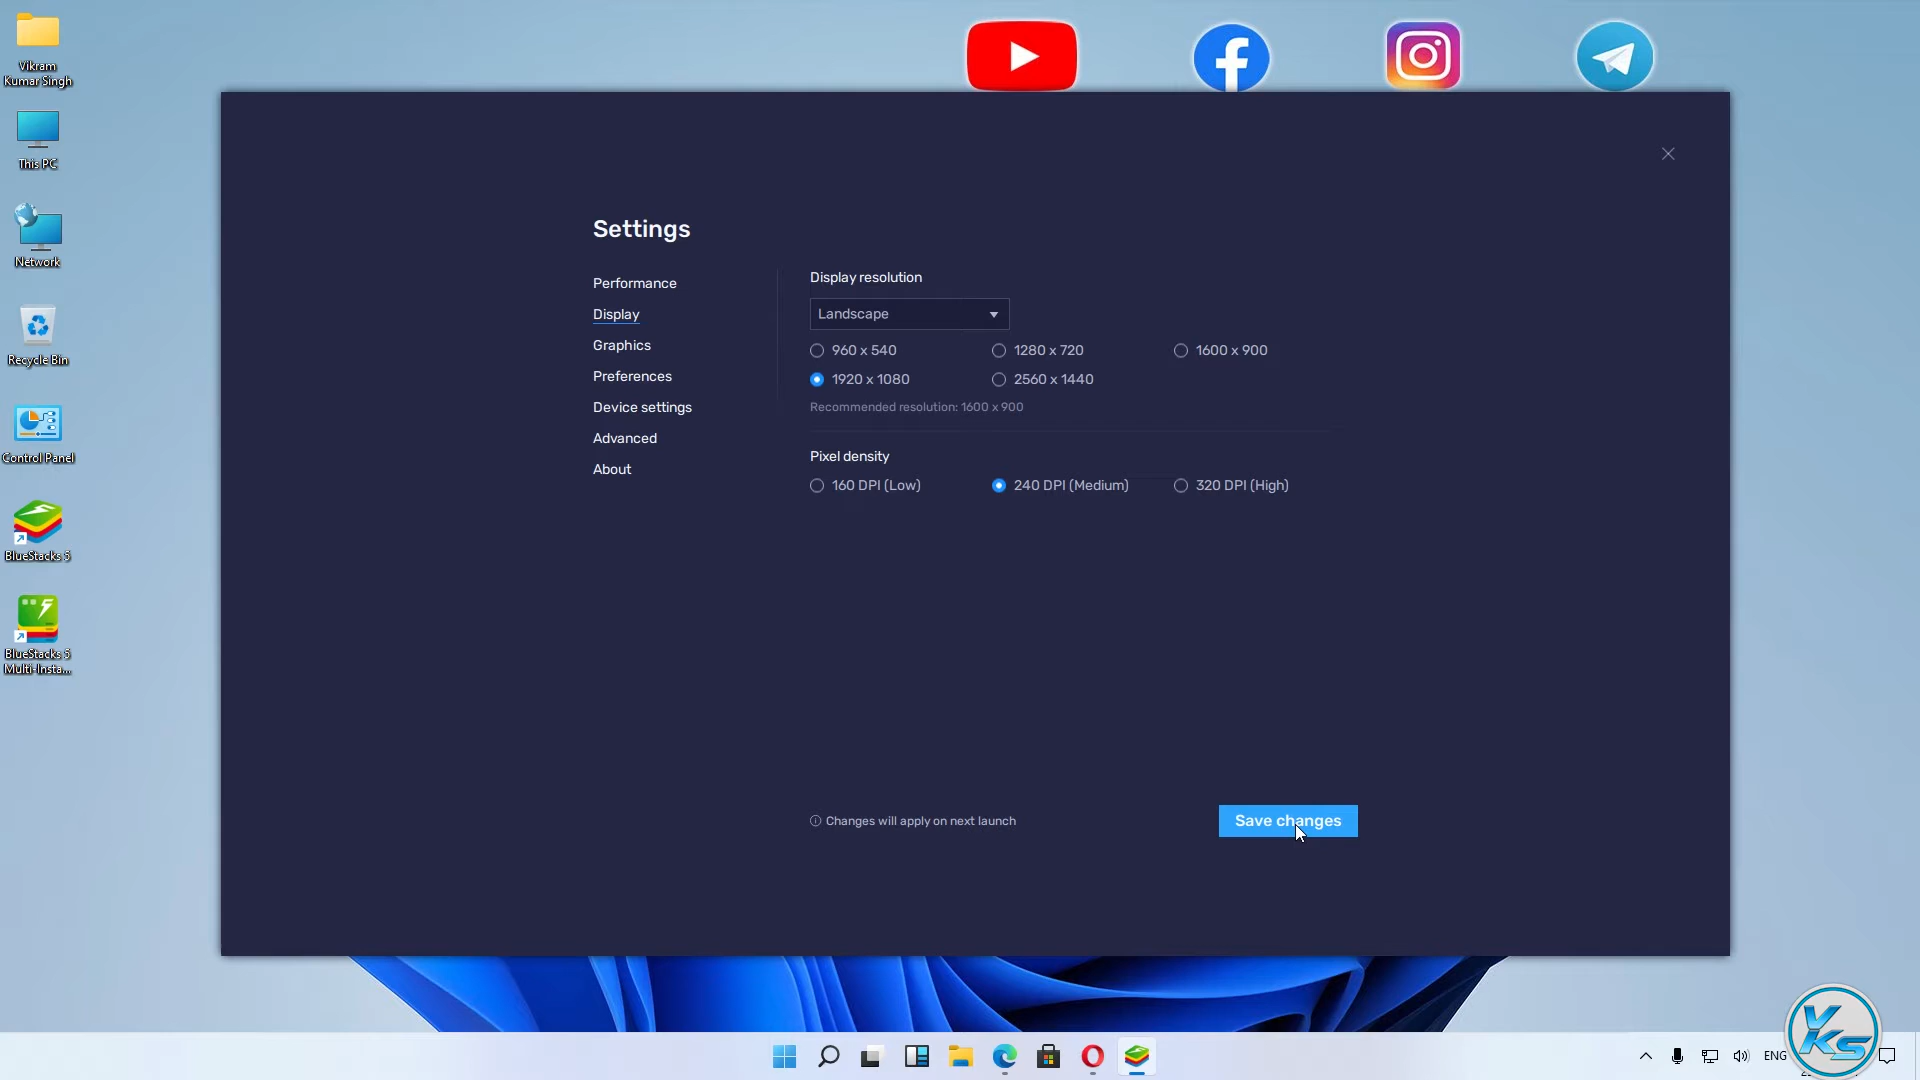 Vikram
Kumar Singh
This PC
Network
Recycle Bin
Control Panel
BlueStacks 5
BlueStacks 5
Multi-Insta...
Settings
Performance
Display
Graphics
Preferences
Device settings
Advanced
About
Display resolution
Landscape
960 x 540
1280 x 720
1600 x 900
1920 x 1080
2560 x 1440
Recommended resolution: 1600 x 900
Pixel density
160 DPI (Low)
240 DPI (Medium)
320 DPI (High)
Changes will apply on next launch
Save changes
ENG
VKS